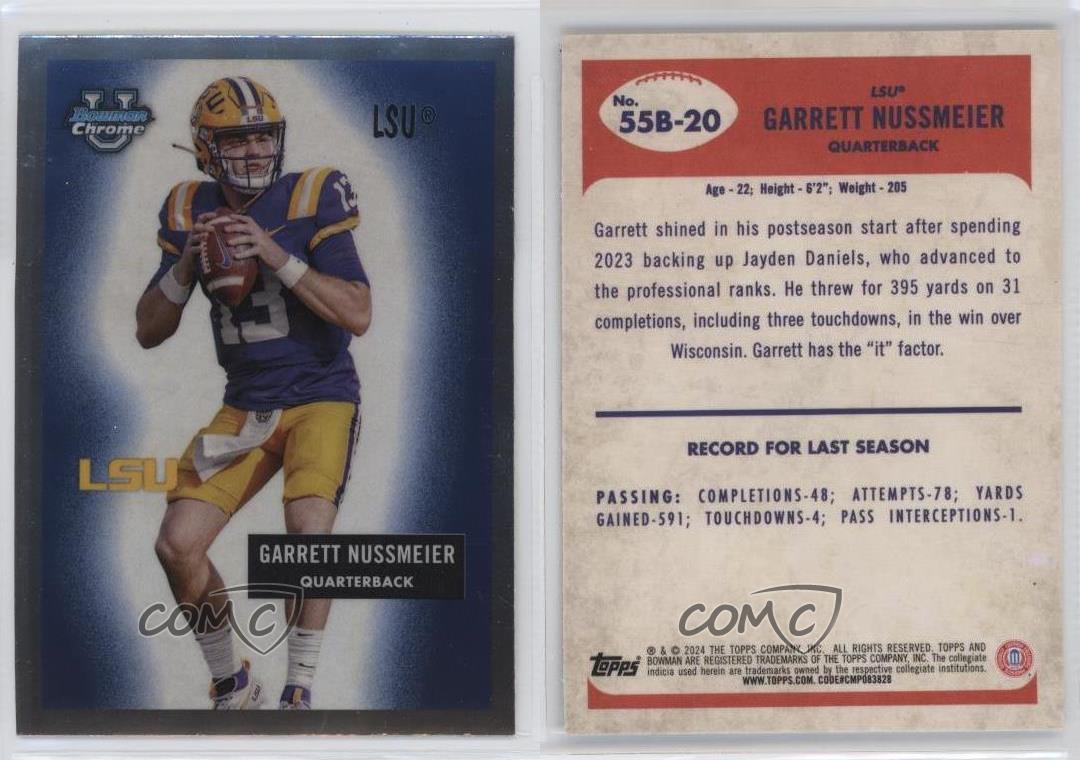 U
Bowman
Chrome
LSU®
LSU
13
13
LSU
GARRETT NUSSMEIER
QUARTERBACK
COMC
No.
55B-20
LSU®
GARRETT NUSSMEIER
QUARTERBACK
Age - 22; Height - 6'2"; Weight - 205
Garrett shined in his postseason start after spending
2023 backing up Jayden Daniels, who advanced to
the professional ranks. He threw for 395 yards on 31
completions, including three touchdowns, in the win over
Wisconsin. Garrett has the "it" factor.
RECORD FOR LAST SEASON
PASSING: COMPLETIONS-48; ATTEMPTS-78; YARDS
GAINED-591; TOUCHDOWNS-4; PASS INTERCEPTIONS-1.
COMC
Topps
® & © 2024 THE TOPPS COMPANY, INC. ALL RIGHTS RESERVED. TOPPS AND
BOWMAN ARE REGISTERED TRADEMARKS OF THE TOPPS COMPANY, INC. The collegiate
indicia used herein are trademarks owned by the respective collegiate institutions.
WWW.TOPPS.COM. CODE#CMP083828